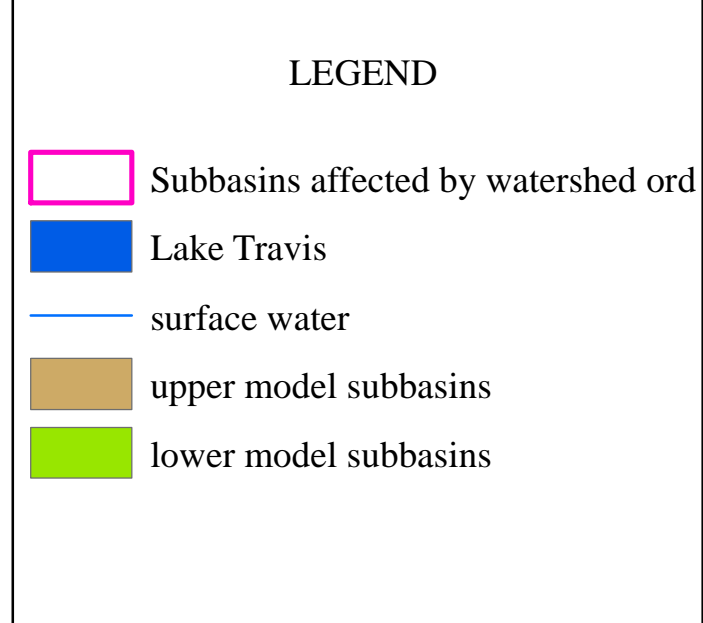 LEGEND
Subbasins affected by watershed ord
Lake Travis
surface water
upper model subbasins
lower model subbasins